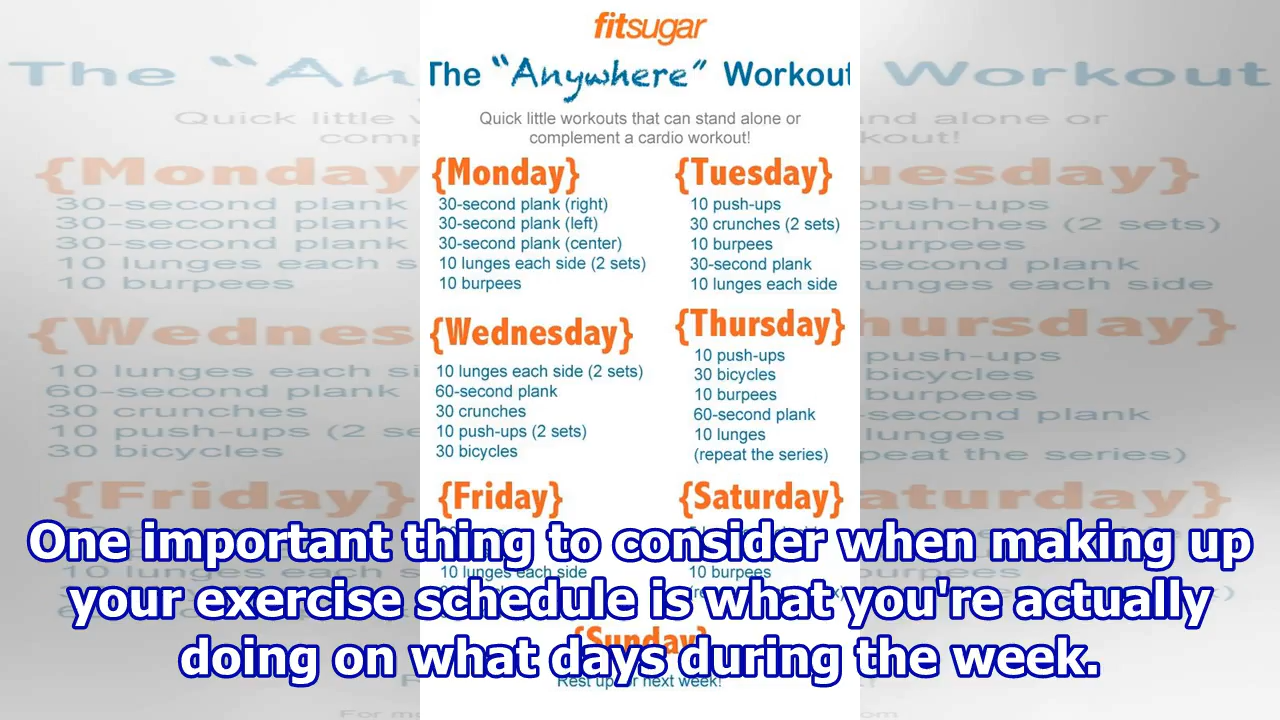 fitsugar
The “Anywhere” Workout
Quick little workouts that can stand alone or
complement a cardio workout!
{Monday}
30-second plank (right)
30-second plank (left)
30-second plank (center)
10 lunges each side (2 sets)
10 burpees
{Tuesday}
10 push-ups
30 crunches (2 sets)
10 burpees
30-second plank
10 lunges each side
{Wednesday}
10 lunges each side (2 sets)
60-second plank
30 crunches
10 push-ups (2 sets)
30 bicycles
{Thursday}
10 push-ups
30 bicycles
10 burpees
60-second plank
10 lunges
(repeat the series)
{Friday}
10 lunges each side
{Saturday}
10 burpees
{Sunday}
Rest up for next week!
One important thing to consider when making up
your exercise schedule is what you're actually
doing on what days during the week.